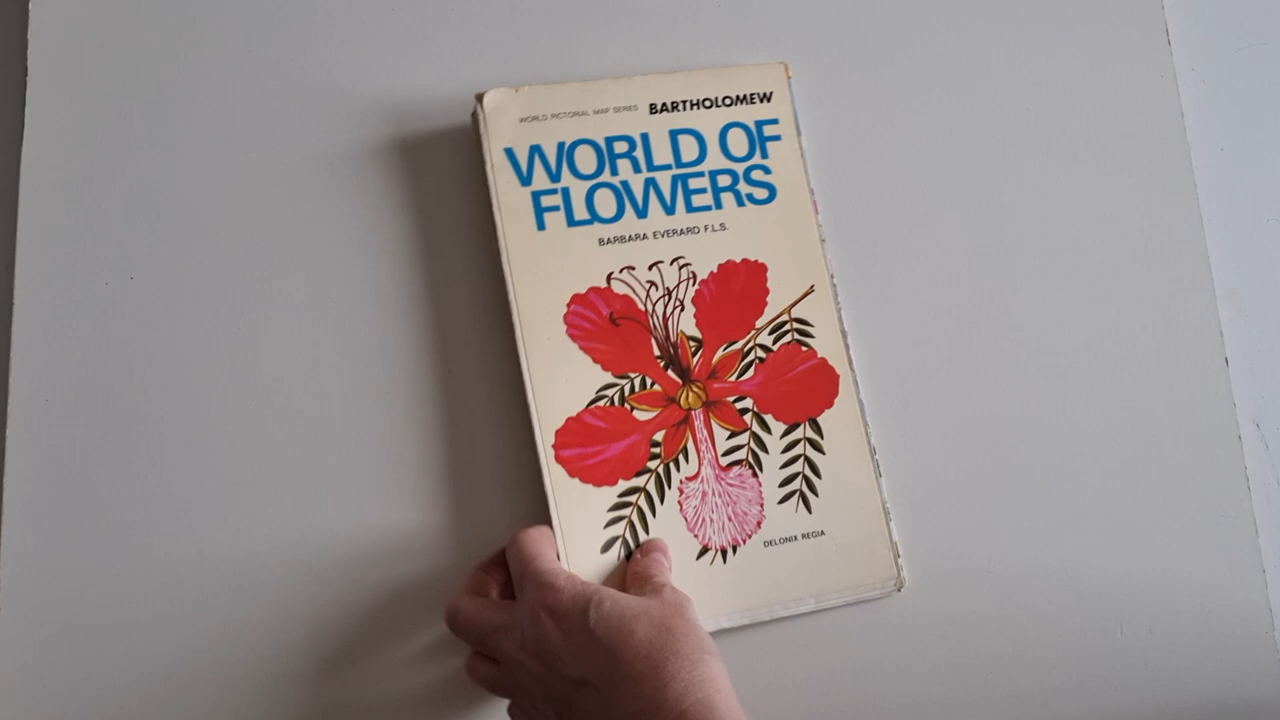 WORLD PICTORIAL MAP SERIES BARTHOLOMEW
WORLD OF
FLOWERS
BARBARA EVERARD F.L.S.
DELONIX REGIA